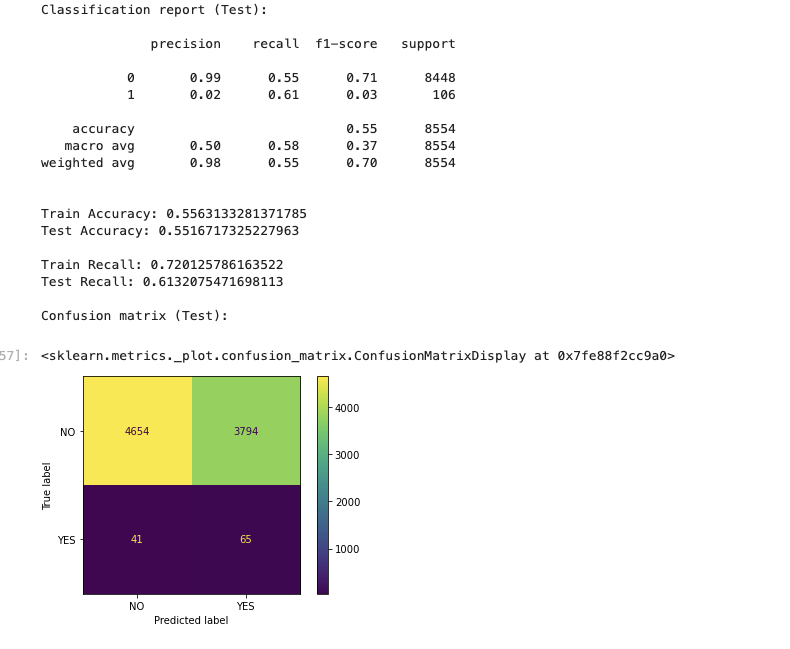 Classification report (Test):
precision recall f1-score support
0 0.99 0.55 0.71 8448
1 0.02 0.61 0.03 106
accuracy 0.55 8554
macro avg 0.50 0.58 0.37 8554
weighted avg 0.98 0.55 0.70 8554
Train Accuracy: 0.5563133281371785
Test Accuracy: 0.5516717325227963
Train Recall: 0.720125786163522
Test Recall: 0.6132075471698113
Confusion matrix (Test):
57]: <sklearn.metrics._plot.confusion_matrix.ConfusionMatrixDisplay at 0x7fe88f2cc9a0>
4000
NO 4654 3794
3000
True label
2000
YES 41 65
1000
NO YES
Predicted label